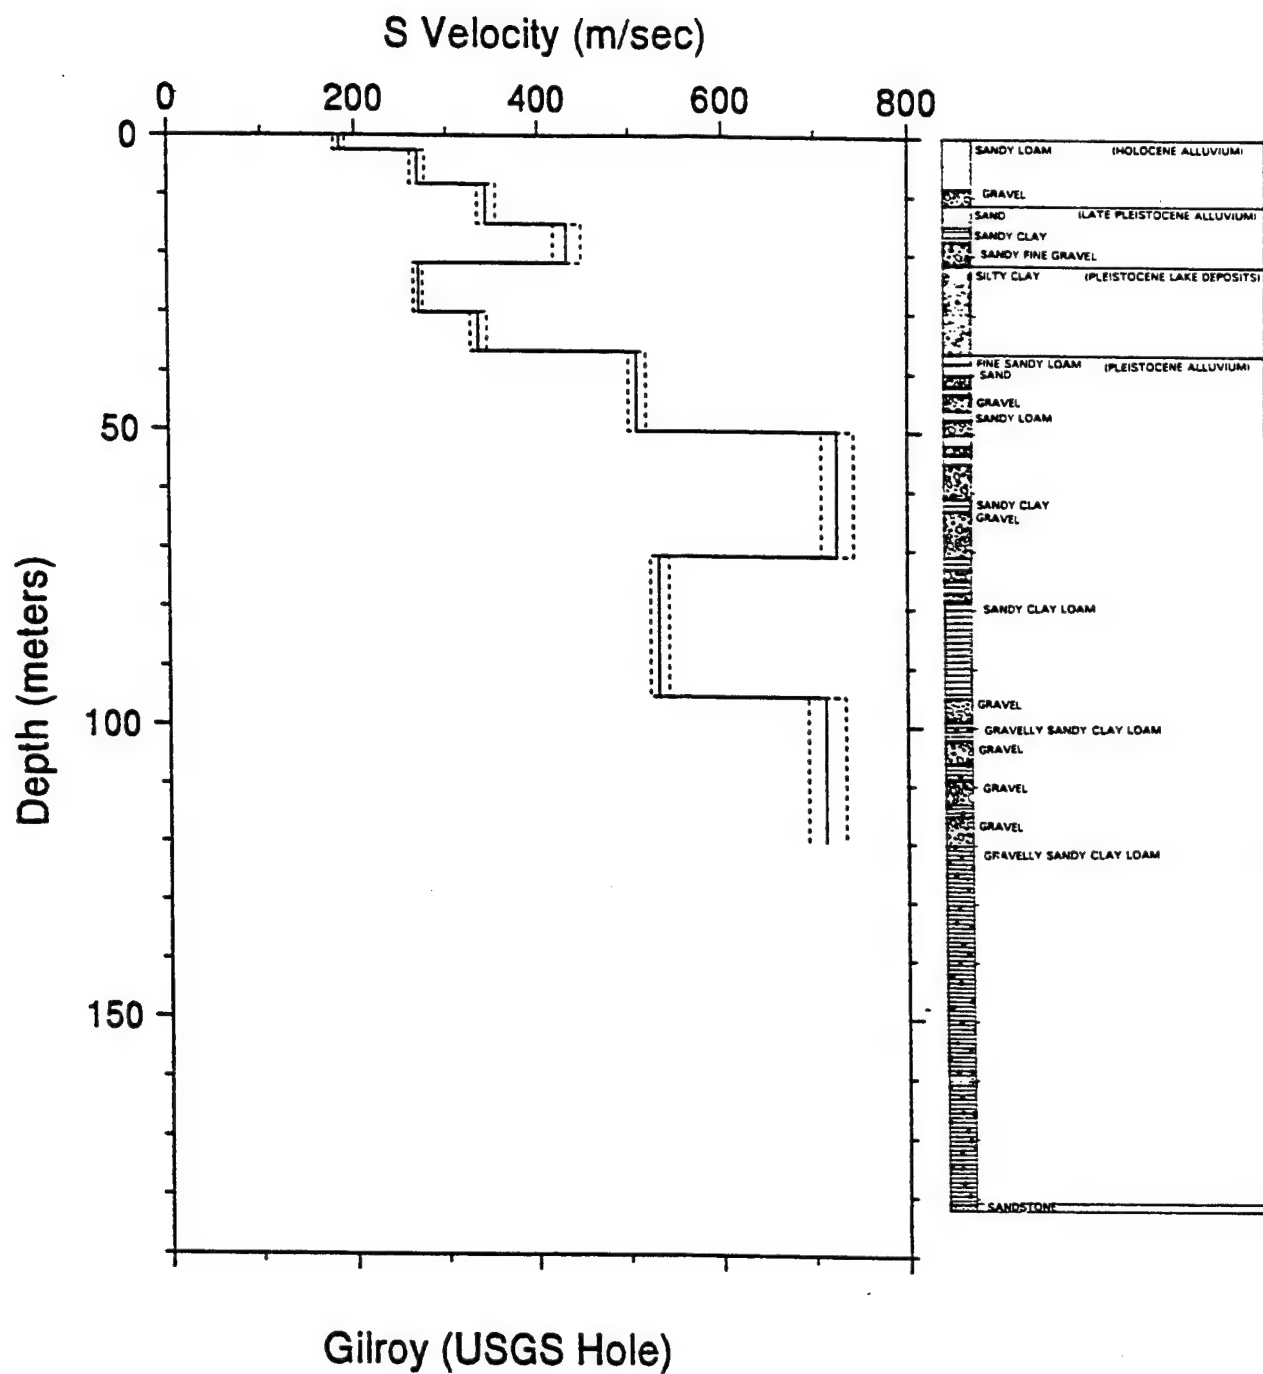 S Velocity (m/sec)
0 200 400 600 800
0
50
100
150
Depth (meters)
SANDY LOAM (HOLOCENE ALLUVIUM)
GRAVEL
SAND (LATE PLEISTOCENE ALLUVIUM)
SANDY CLAY
SANDY FINE GRAVEL
SILTY CLAY (PLEISTOCENE LAKE DEPOSITS)
FINE SANDY LOAM (PLEISTOCENE ALLUVIUM)
SAND
GRAVEL
SANDY LOAM
SANDY CLAY
GRAVEL
SANDY CLAY LOAM
GRAVEL
GRAVELLY SANDY CLAY LOAM
GRAVEL
GRAVEL
GRAVEL
GRAVELLY SANDY CLAY LOAM
SANDSTONE
Gilroy (USGS Hole)